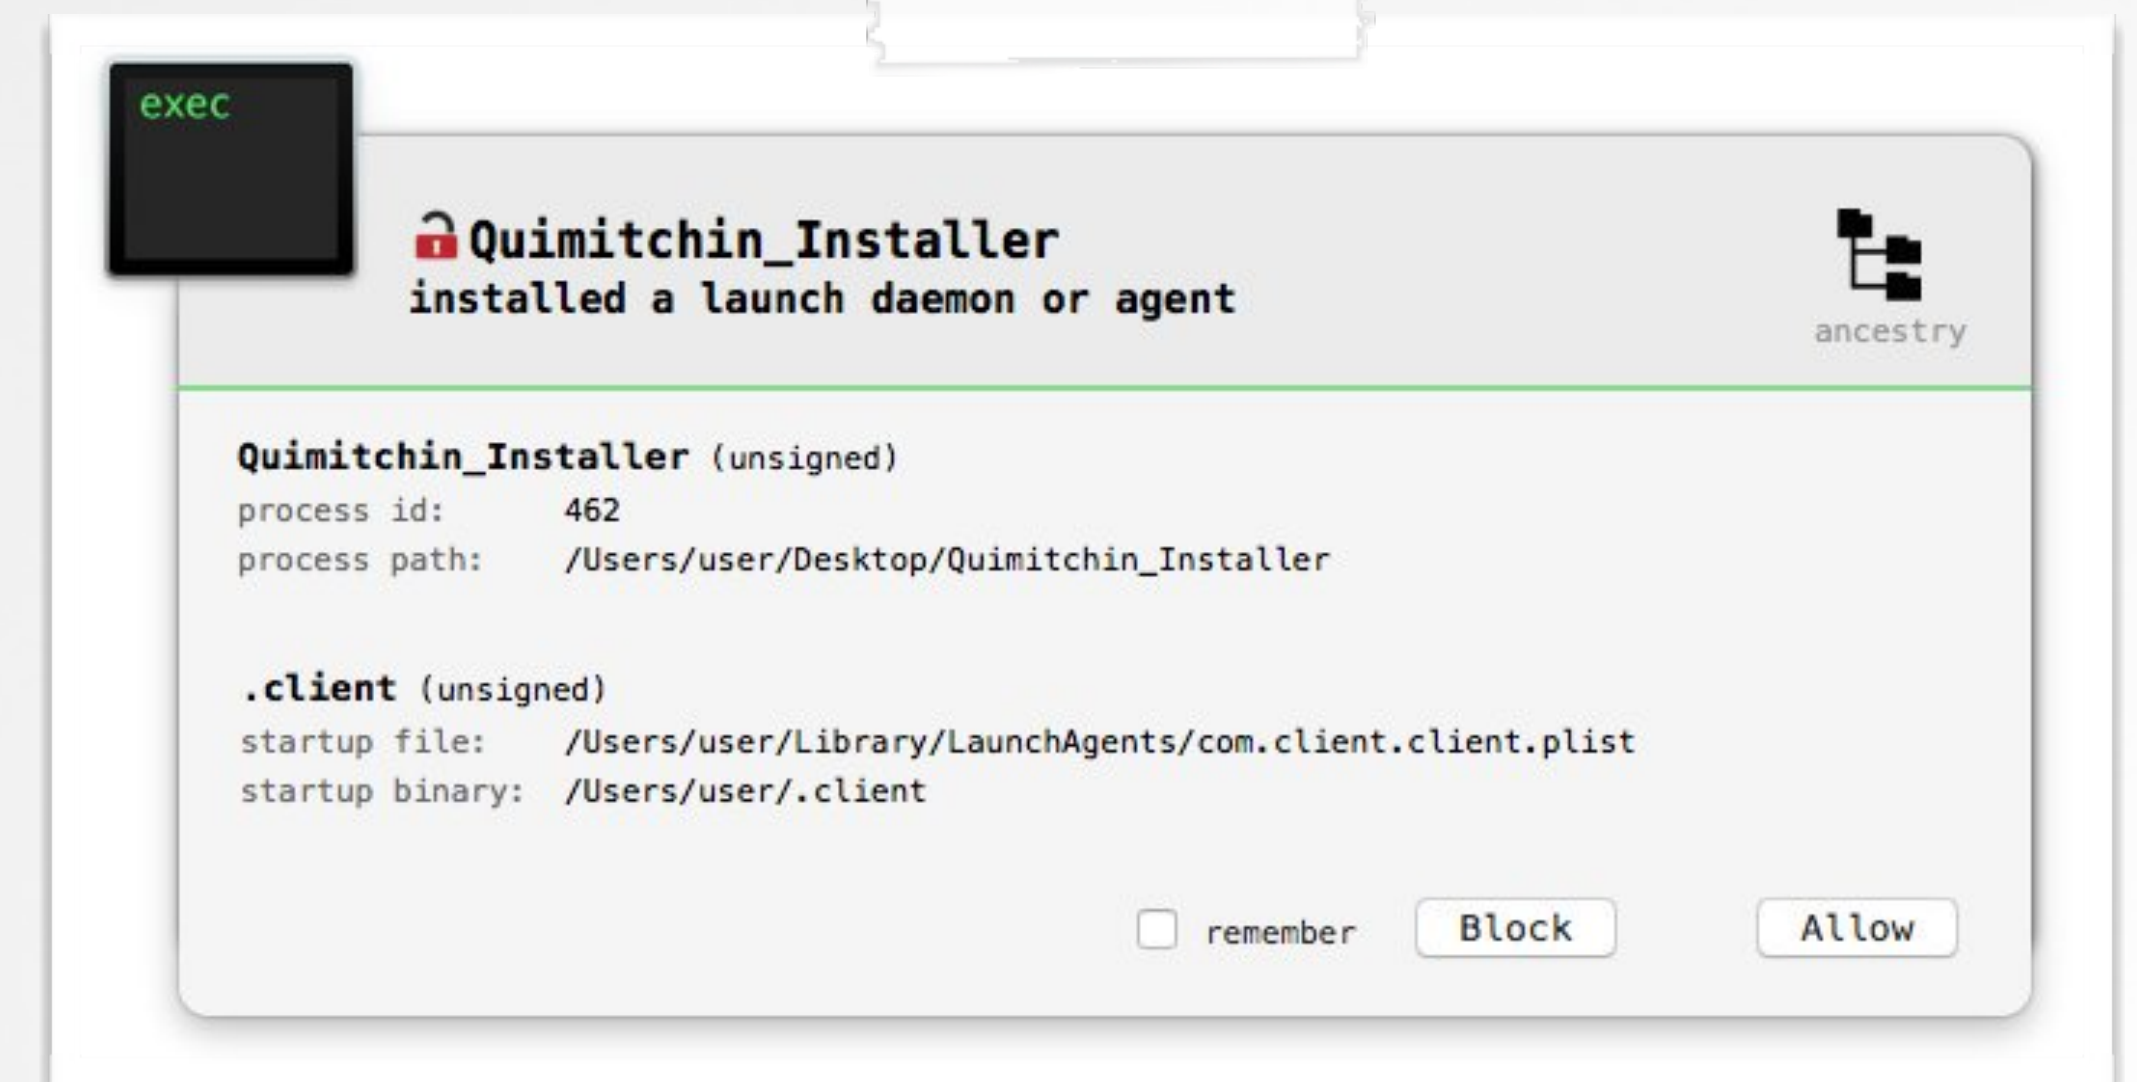 exec
Quimitchin_Installer
installed a launch daemon or agent
ancestry
Quimitchin_Installer (unsigned)
process id: 462
process path: /Users/user/Desktop/Quimitchin_Installer
.client (unsigned)
startup file: /Users/user/Library/LaunchAgents/com.client.client.plist
startup binary: /Users/user/.client
remember Block Allow